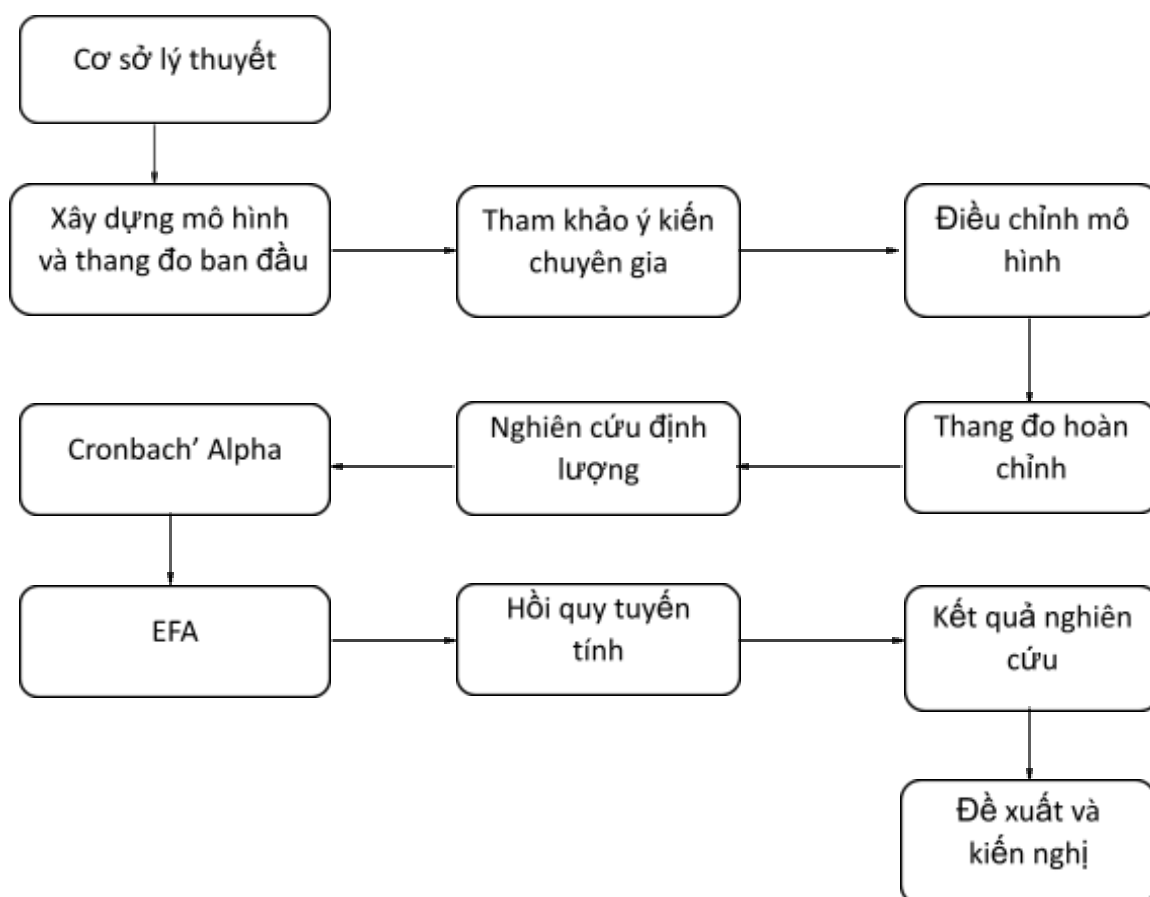 Cơ sở lý thuyết
Xây dựng mô hình
và thang đo ban đầu
Tham khảo ý kiến
chuyên gia
Điều chỉnh mô
hình
Thang đo hoàn
chỉnh
Nghiên cứu định
lượng
Cronbach’ Alpha
EFA
Hồi quy tuyến
tính
Kết quả nghiên
cứu
Đề xuất và
kiến nghị